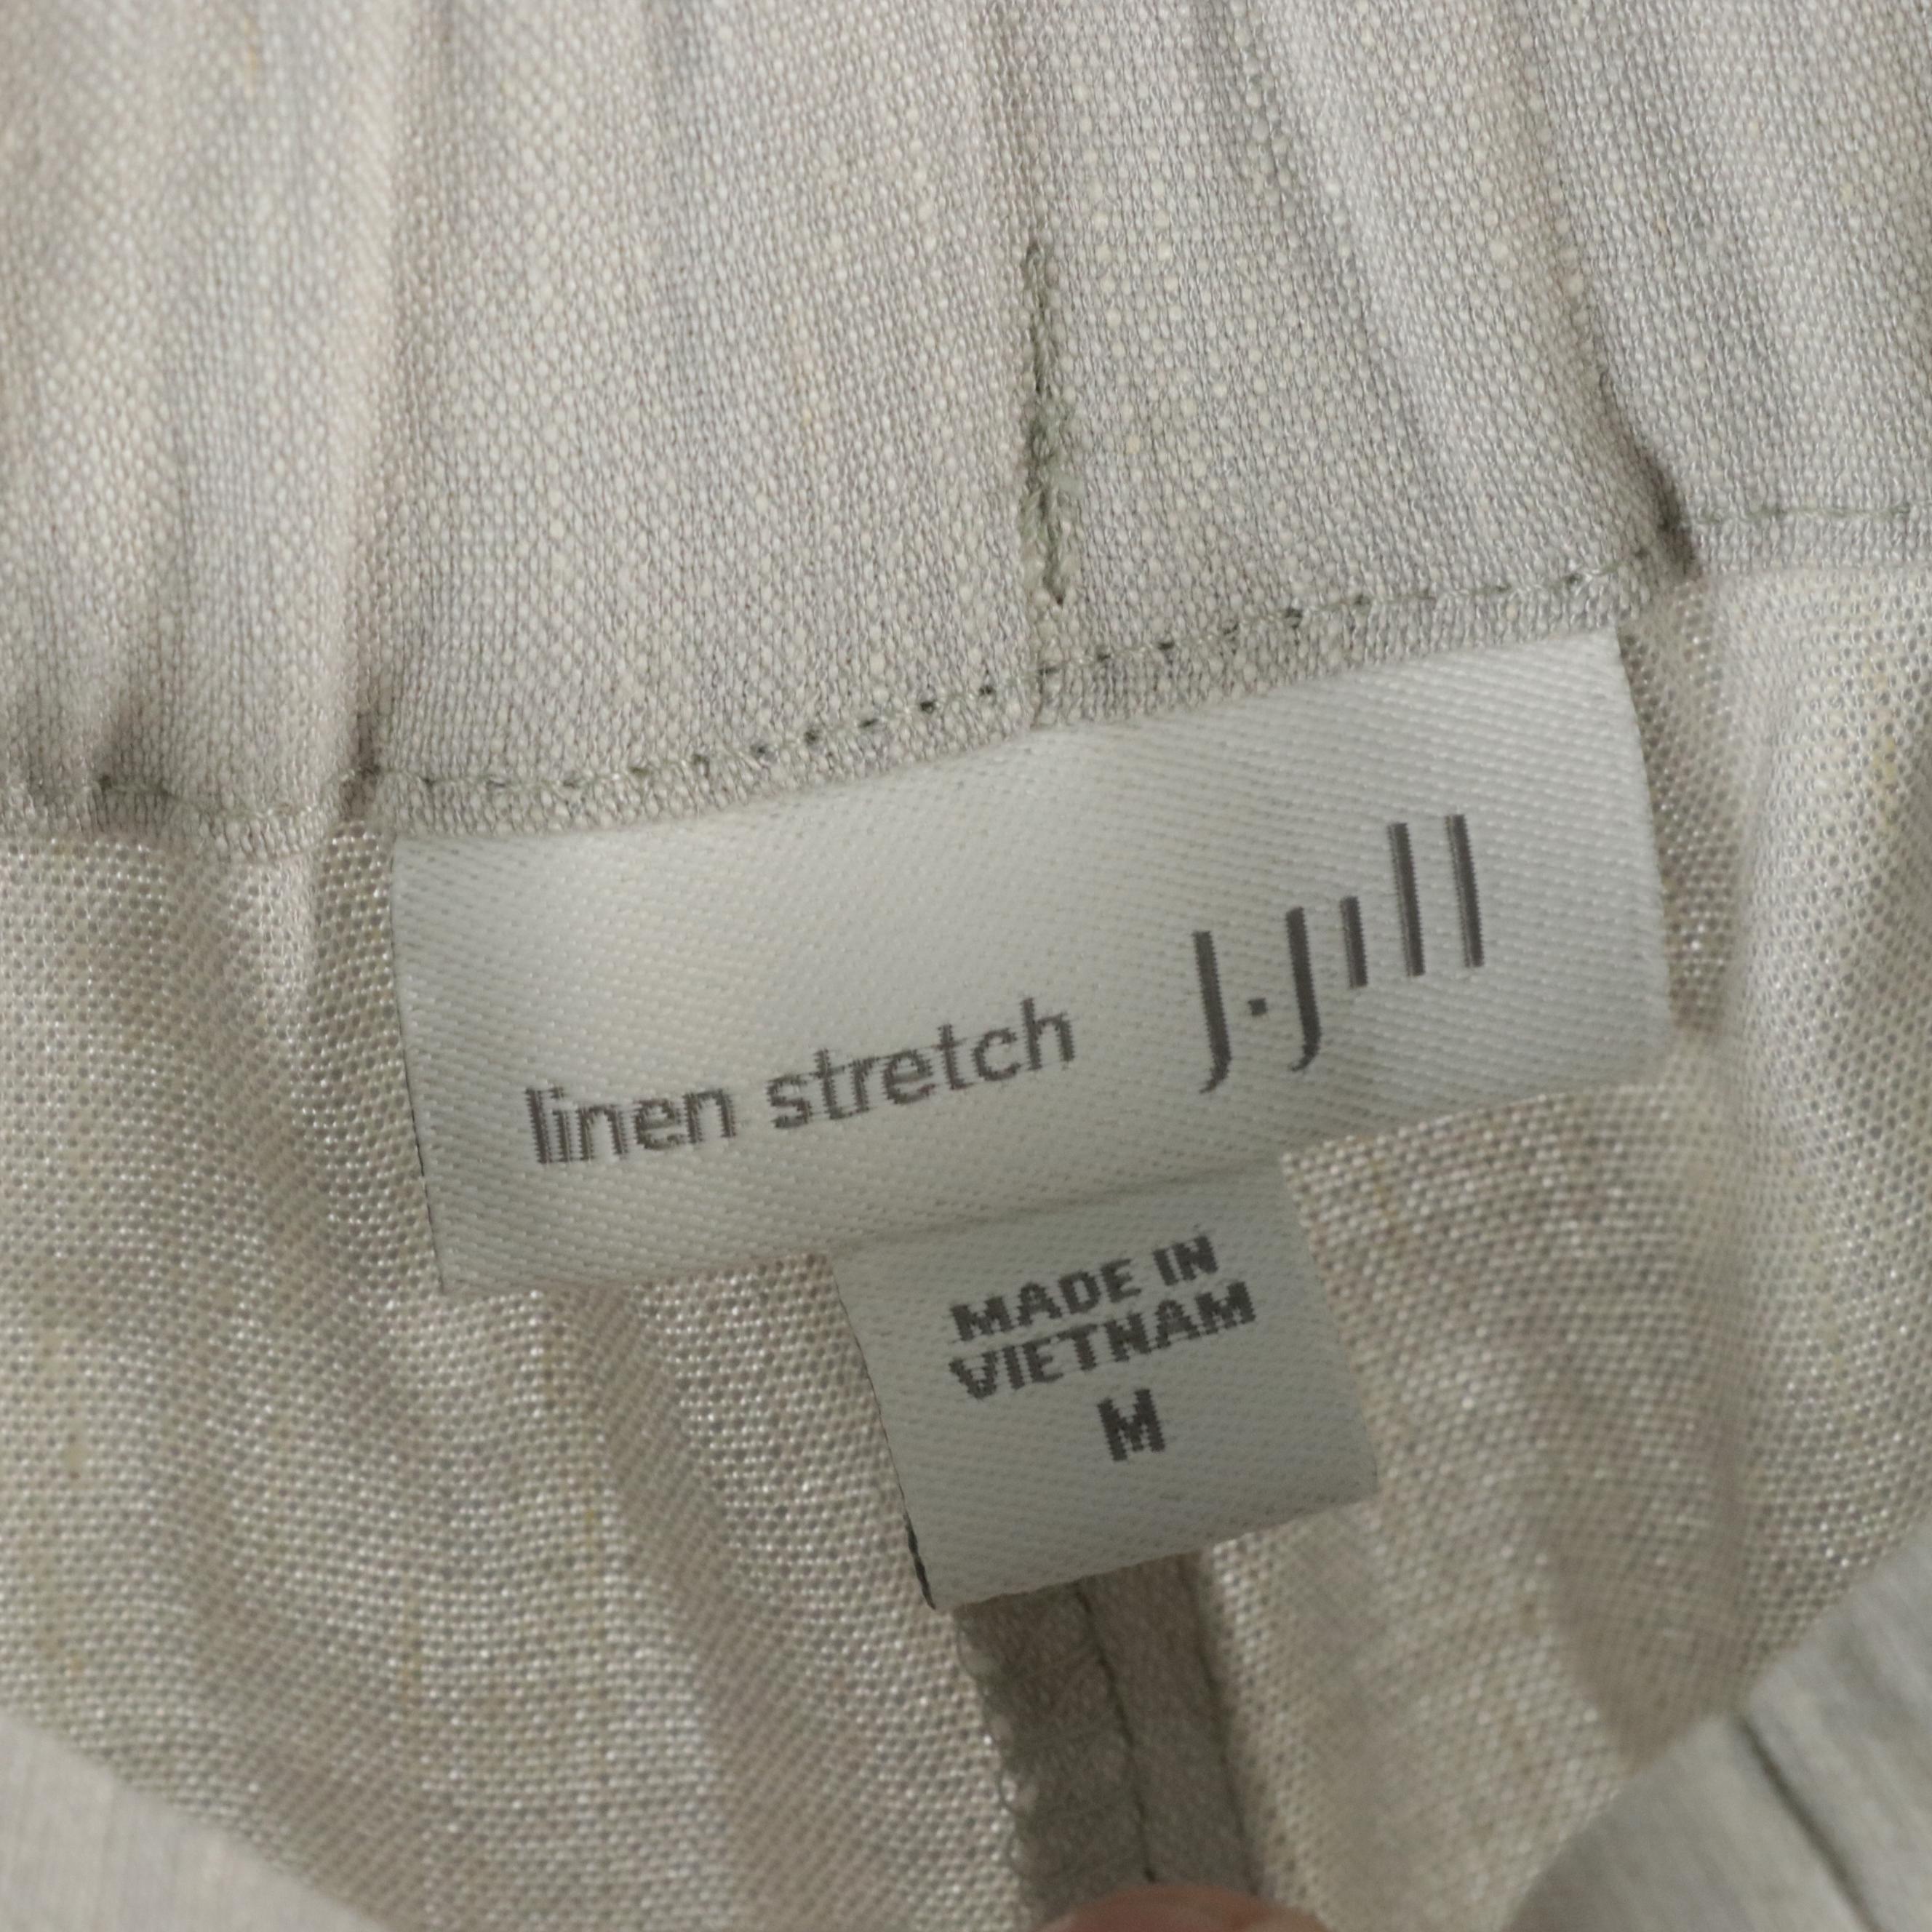 linen stretch J.Jill
MADE IN
VIETNAM
M